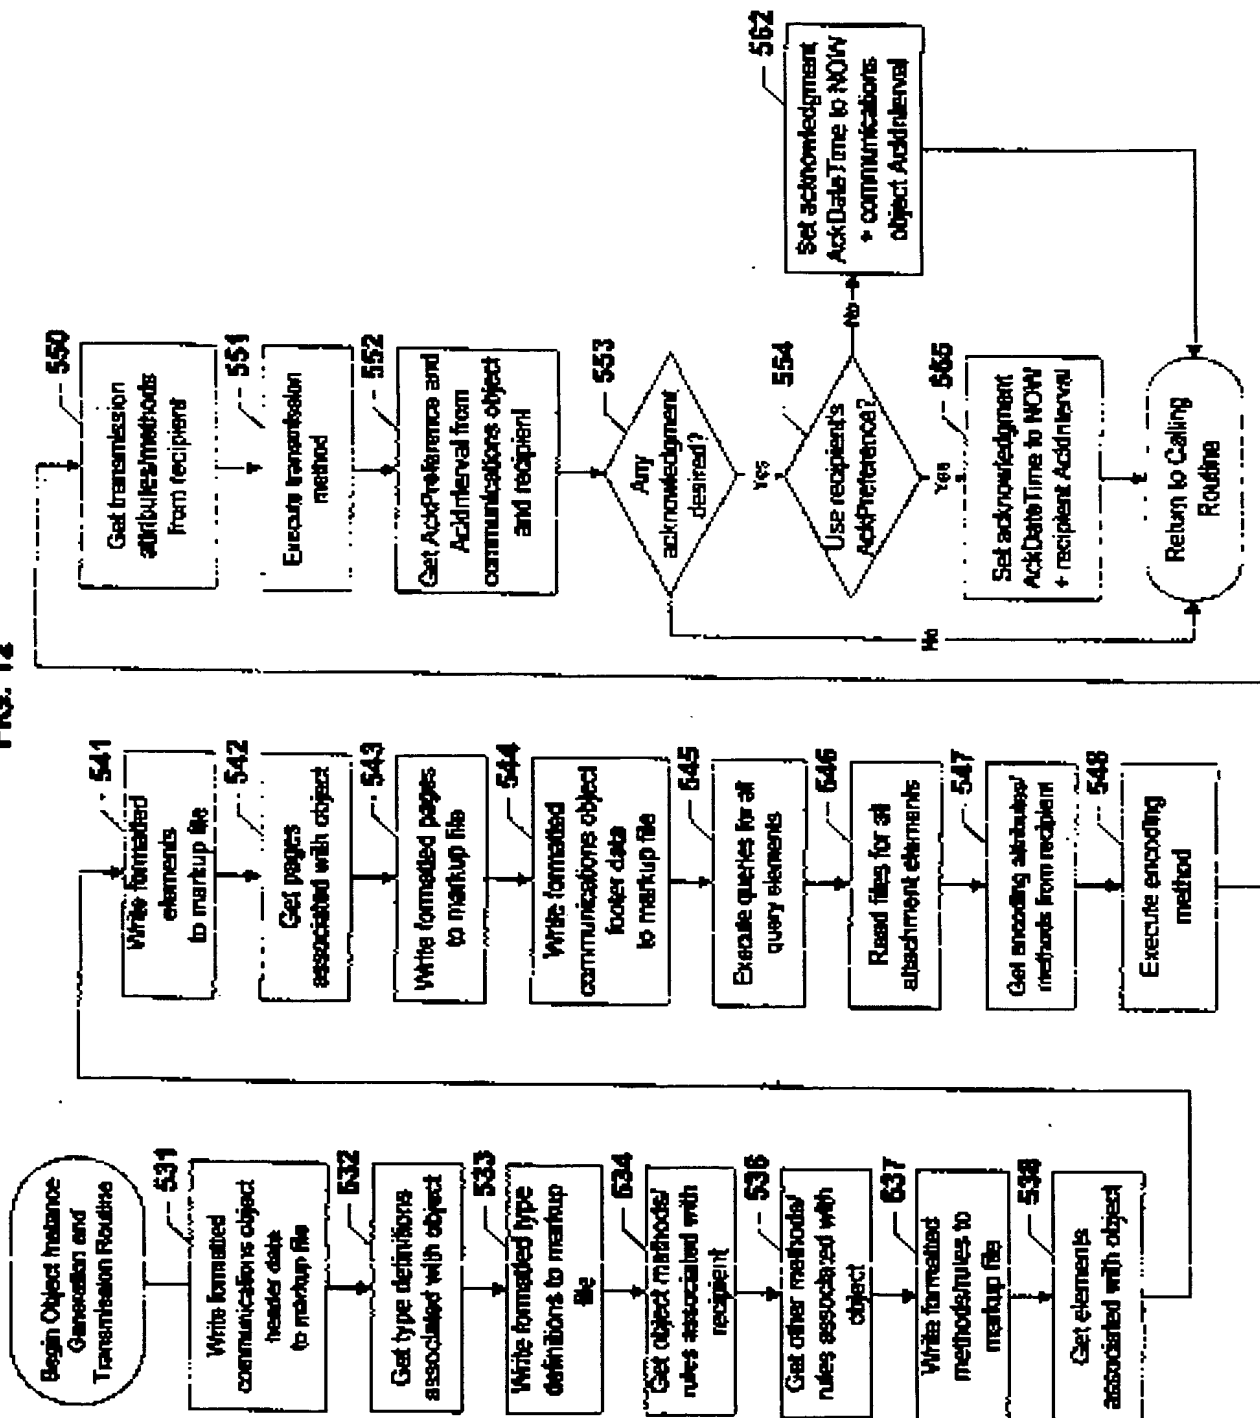 FIG. 12
Begin Object Instance
Generation and
Transmission Routine
531
Write formatted
communications object
header data
to markup file
532
Get type definitions
associated with object
533
Write formatted type
definitions to markup
file
534
Get object methods/
rules associated with
recipient
536
Get other methods/
rules associated with
object
537
Write formatted
methods/rules to
markup file
538
Get elements
associated with object
541
Write formatted
elements
to markup file
542
Get pages
associated with object
543
Write formatted pages
to markup file
544
Write formatted
communications object
footer data
to markup file
545
Execute queries for all
query elements
546
Read files for all
attachment elements
547
Get encoding attributes/
methods from recipient
548
Execute encoding
method
550
Get transmission
attributes/methods
from recipient
551
Execute transmission
method
552
Get AckPreference and
AckInterval from
communications object
and recipient
553
Any
acknowledgment
desired?
Yes
No
554
Use recipient's
AckPreference?
No
Yes
562
Set acknowledgment
AckDateTime to NOW
+ communications
object AckInterval
565
Set acknowledgment
AckDateTime to NOW
+ recipient AckInterval
Return to Calling
Routine